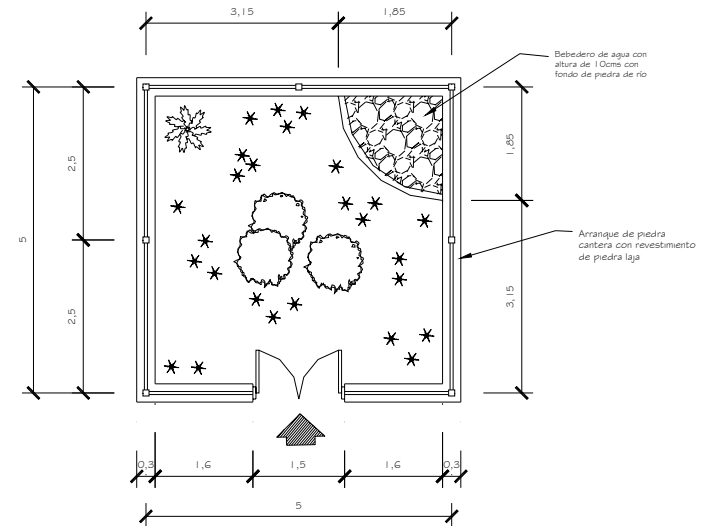 3,15
1,85
Bebedero de agua con
altura de 10cms con
fondo de piedra de río
2,5
1,85
5
Arranque de piedra
cantera con revestimiento
de piedra laja
2,5
3,15
0,3
1,6
1,5
1,6
0,3
5